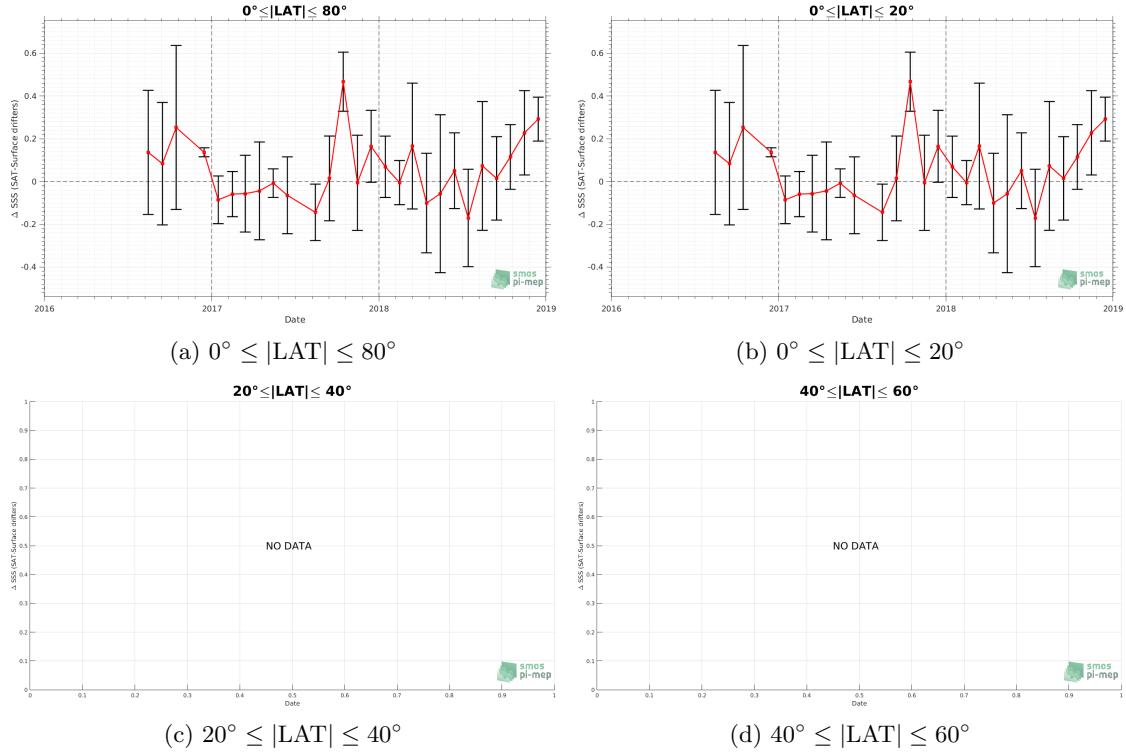 0°≤|LAT|≤ 80°
Δ SSS (SAT-Surface drifters)
0.6
0.4
0.2
0
-0.2
-0.4
2016
2017
2018
2019
Date
smos
pi-mep
(a) 0° ≤ |LAT| ≤ 80°
0°≤|LAT|≤ 20°
Δ SSS (SAT-Surface drifters)
0.6
0.4
0.2
0
-0.2
-0.4
2016
2017
2018
2019
Date
smos
pi-mep
(b) 0° ≤ |LAT| ≤ 20°
20°≤|LAT|≤ 40°
Δ SSS (SAT-Surface drifters)
1
0.9
0.8
0.7
0.6
0.5
0.4
0.3
0.2
0.1
0
NO DATA
0 0.1 0.2 0.3 0.4 0.5 0.6 0.7 0.8 0.9 1
Date
smos
pi-mep
(c) 20° ≤ |LAT| ≤ 40°
40°≤|LAT|≤ 60°
Δ SSS (SAT-Surface drifters)
1
0.9
0.8
0.7
0.6
0.5
0.4
0.3
0.2
0.1
0
NO DATA
0 0.1 0.2 0.3 0.4 0.5 0.6 0.7 0.8 0.9 1
Date
smos
pi-mep
(d) 40° ≤ |LAT| ≤ 60°